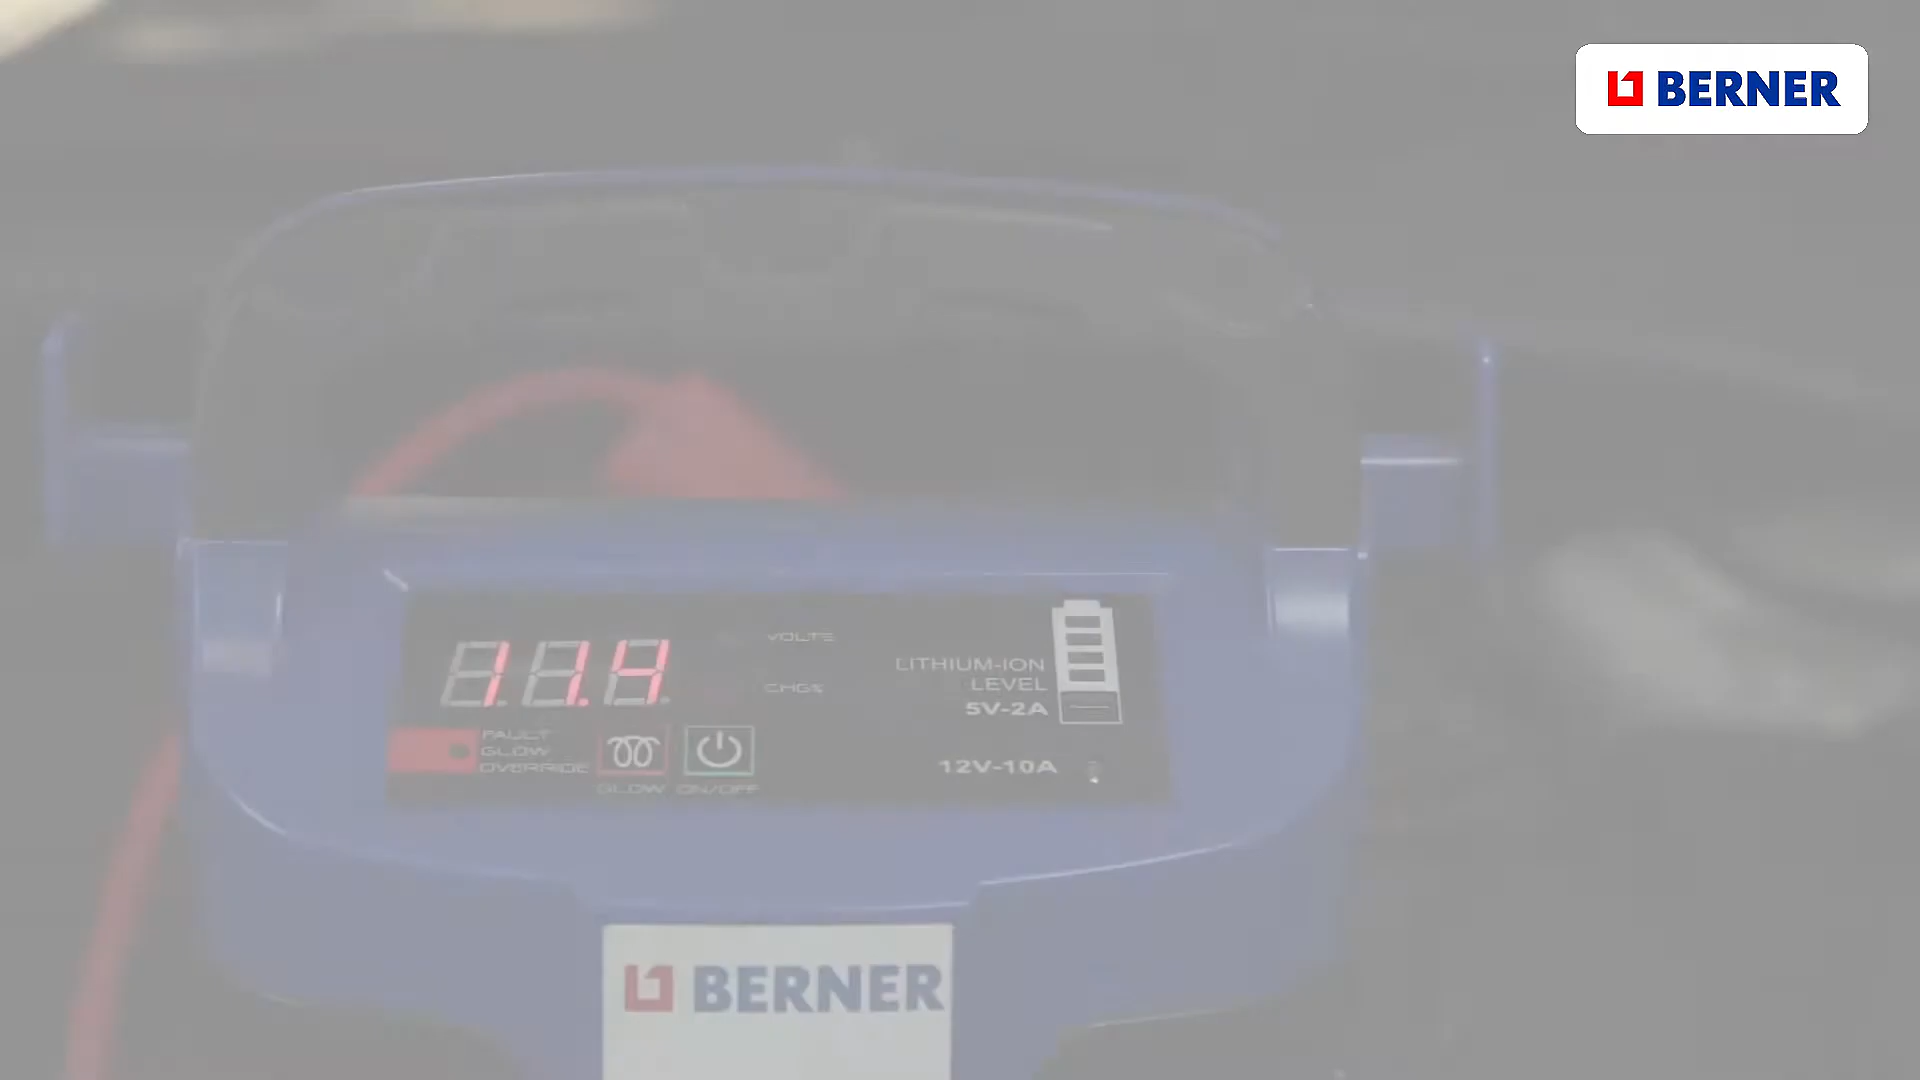 BERNER
11.4
VOLTS
CHG%
LITHIUM-ION
LEVEL
5V-2A
12V-10A
FAULT
GLOW
OVERRIDE
GLOW
ON/OFF
BERNER